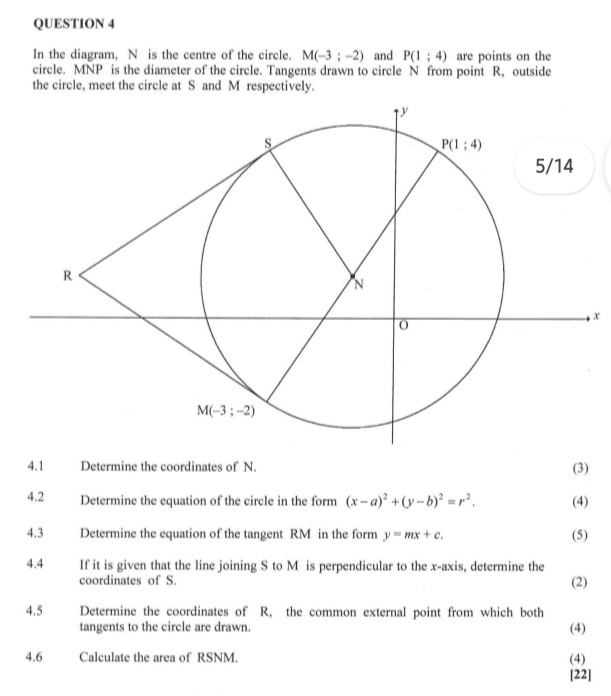 QUESTION 4
In the diagram, N is the centre of the circle. M(–3 ; –2) and P(1 ; 4) are points on the
circle. MNP is the diameter of the circle. Tangents drawn to circle N from point R, outside
the circle, meet the circle at S and M respectively.
y
S
P(1 ; 4)
5/14
R
N
x
O
M(–3 ; –2)
4.1 Determine the coordinates of N. (3)
4.2 Determine the equation of the circle in the form (x – a)² + (y – b)² = r². (4)
4.3 Determine the equation of the tangent RM in the form y = mx + c. (5)
4.4 If it is given that the line joining S to M is perpendicular to the x-axis, determine the
coordinates of S. (2)
4.5 Determine the coordinates of R, the common external point from which both
tangents to the circle are drawn. (4)
4.6 Calculate the area of RSNM. (4)
[22]